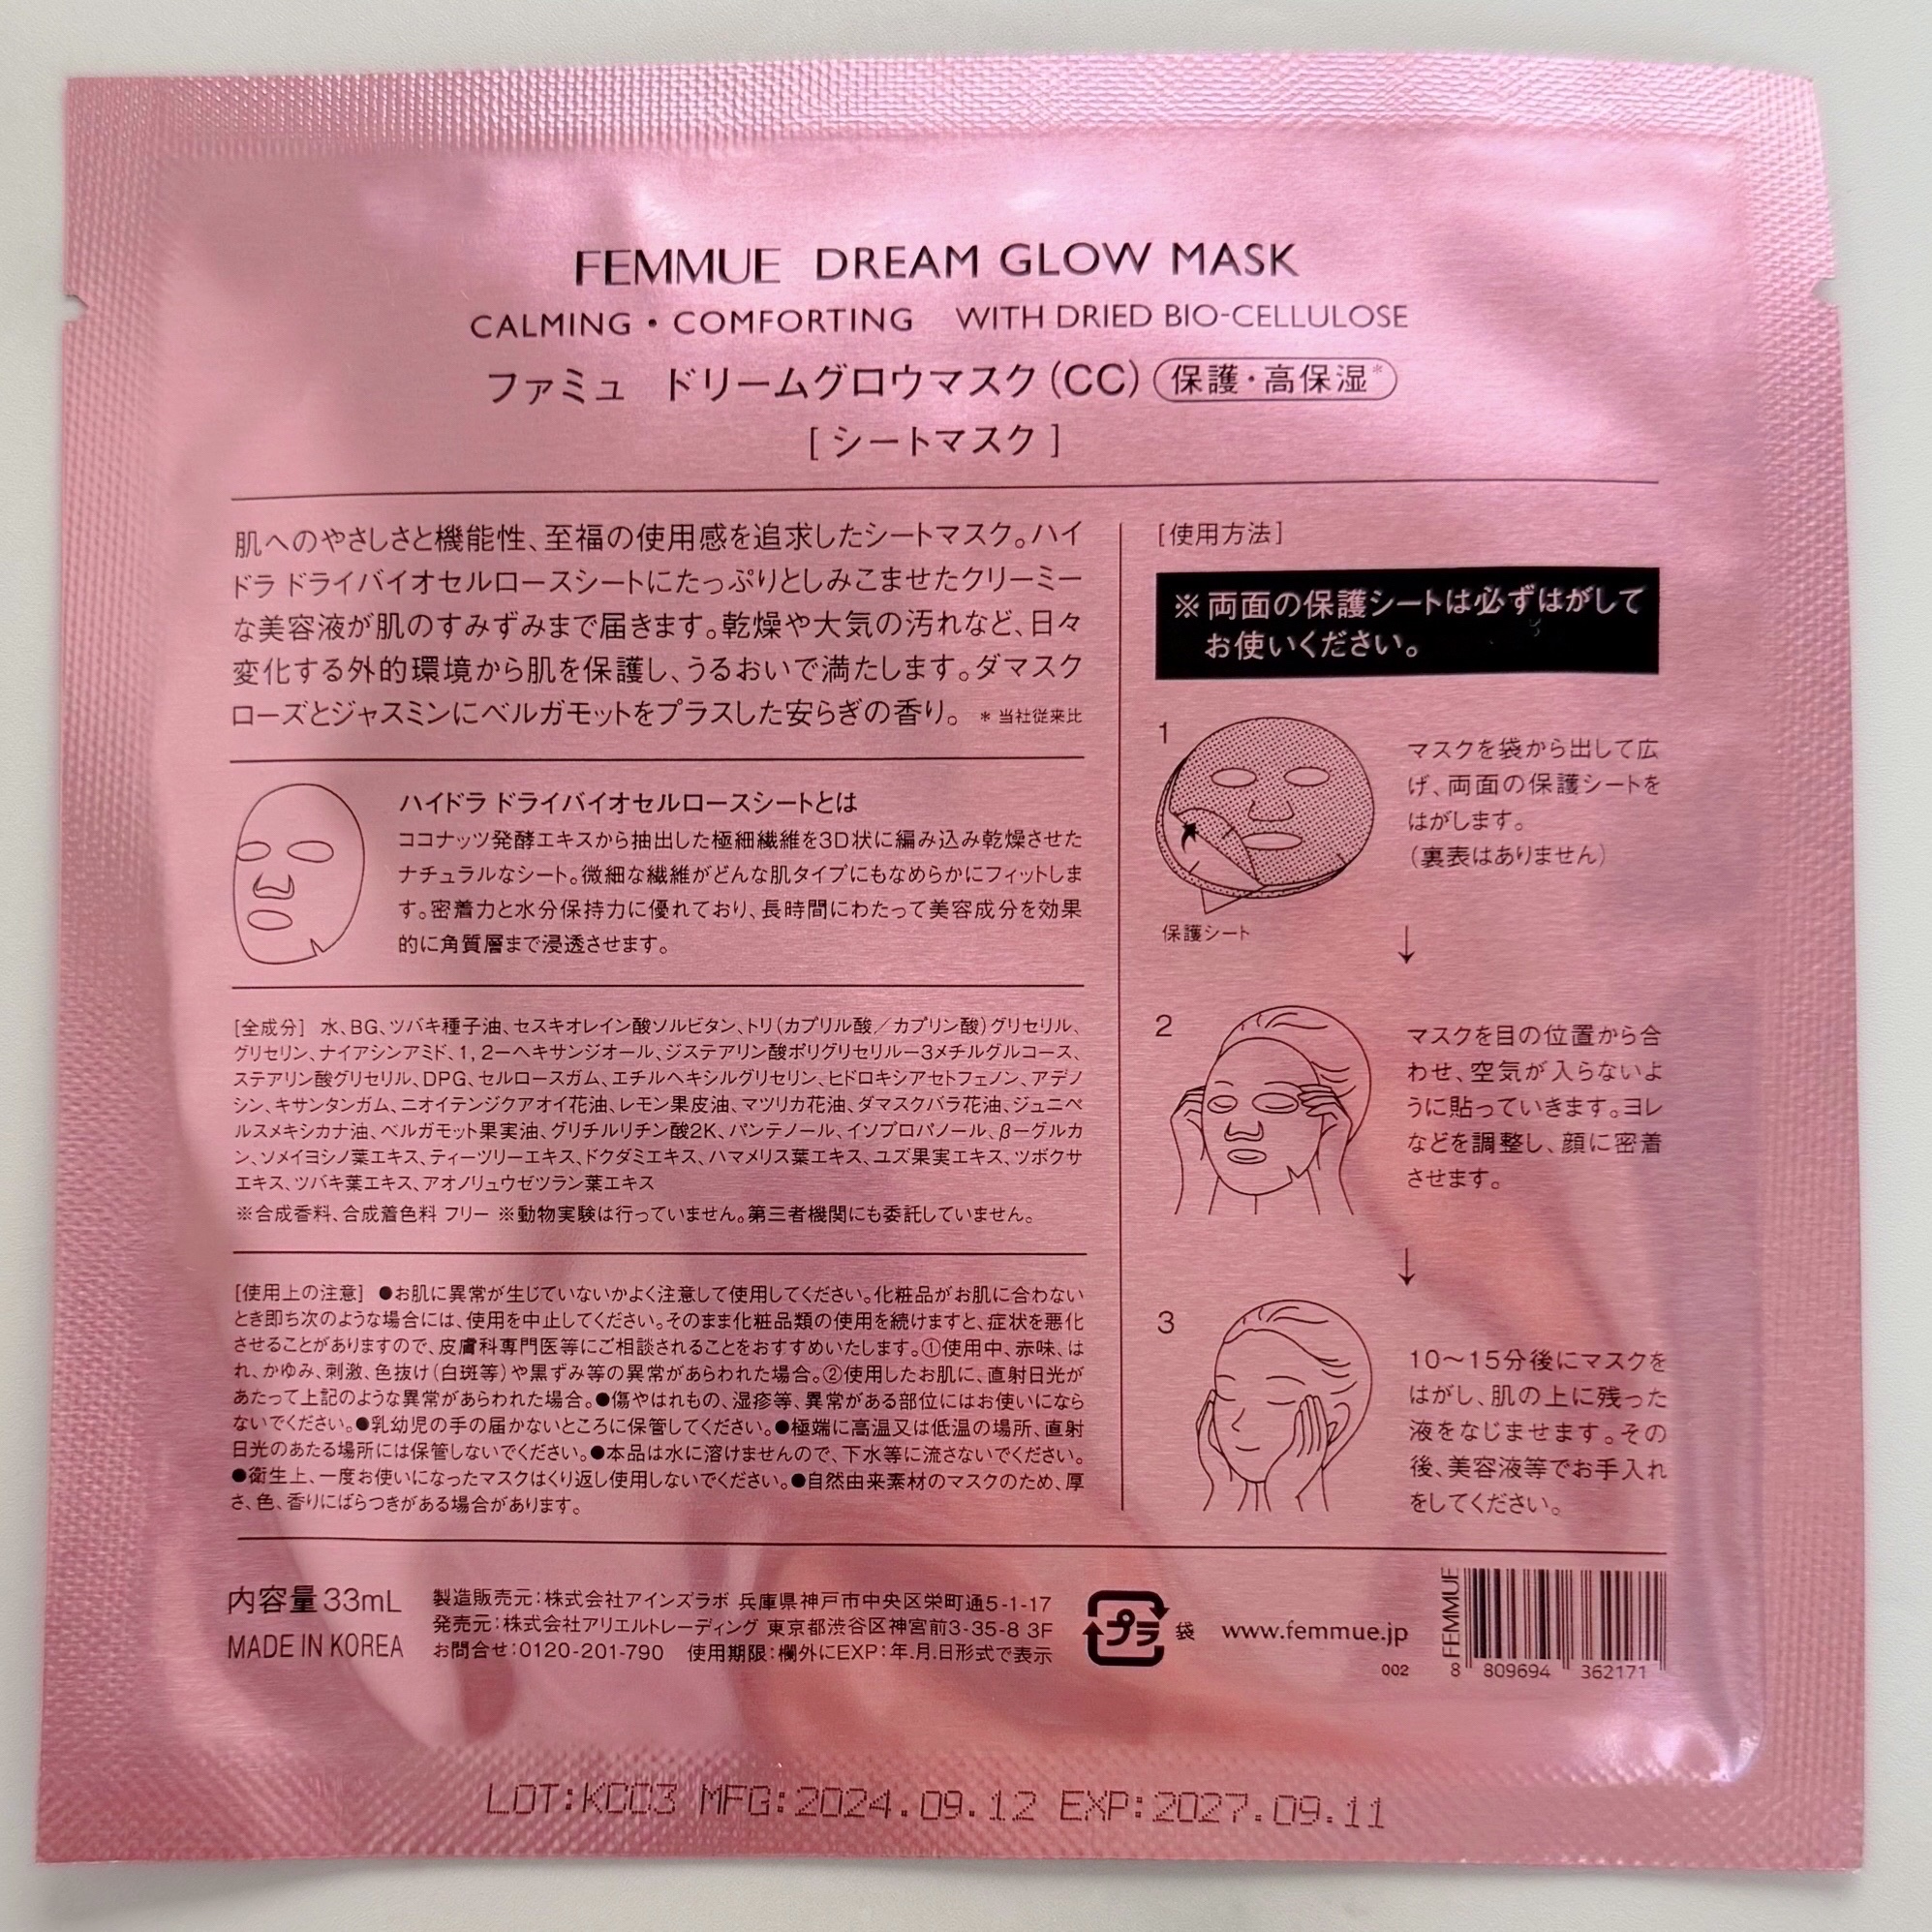 FEMMUE DREAM GLOW MASK
CALMING・COMFORTING WITH DRIED BIO-CELLULOSE
ファミュ ドリームグロウマスク(CC) 保護・高保湿*
[シートマスク]
肌へのやさしさと機能性、至福の使用感を追求したシートマスク。ハイ
ドラ ドライバイオセルロースシートにたっぷりとしみこませたクリーミー
な美容液が肌のすみずみまで届きます。乾燥や大気の汚れなど、日々
変化する外的環境から肌を保護し、うるおいで満たします。ダマスク
ローズとジャスミンにベルガモットをプラスした安らぎの香り。 *当社従来比
ハイドラ ドライバイオセルロースシートとは
ココナッツ発酵エキスから抽出した極細繊維を3D状に編み込み乾燥させた
ナチュラルなシート。微細な繊維がどんな肌タイプにもなめらかにフィットしま
す。密着力と水分保持力に優れており、長時間にわたって美容成分を効果
的に角質層まで浸透させます。
[全成分] 水、BG、ツバキ種子油、セスキオレイン酸ソルビタン、トリ(カプリル酸/カプリン酸)グリセリル、
グリセリン、ナイアシンアミド、1,2-ヘキサンジオール、ジステアリン酸ポリグリセリル-3メチルグルコース、
ステアリン酸グリセリル、DPG、セルロースガム、エチルヘキシルグリセリン、ヒドロキシアセトフェノン、アデノ
シン、キサンタンガム、ニオイテンジクアオイ花油、レモン果皮油、マツリカ花油、ダマスクバラ花油、ジュニペ
ルスメキシカナ油、ベルガモット果実油、グリチルリチン酸2K、パンテノール、イソプロパノール、β-グルカ
ン、ソメイヨシノ葉エキス、ティーツリーエキス、ドクダミエキス、ハマメリス葉エキス、ユズ果実エキス、ツボクサ
エキス、ツバキ葉エキス、アオノリュウゼツラン葉エキス
※合成香料、合成着色料 フリー ※動物実験は行っていません。第三者機関にも委託していません。
[使用上の注意] ●お肌に異常が生じていないかよく注意して使用してください。化粧品がお肌に合わない
とき即ち次のような場合には、使用を中止してください。そのまま化粧品類の使用を続けますと、症状を悪化
させることがありますので、皮膚科専門医等にご相談されることをおすすめいたします。①使用中、赤味、は
れ、かゆみ、刺激、色抜け(白斑等)や黒ずみ等の異常があらわれた場合。②使用したお肌に、直射日光が
あたって上記のような異常があらわれた場合。●傷やはれもの、湿疹等、異常がある部位にはお使いになら
ないでください。●乳幼児の手の届かないところに保管してください。●極端に高温又は低温の場所、直射
日光のあたる場所には保管しないでください。●本品は水に溶けませんので、下水等に流さないでください。
●衛生上、一度お使いになったマスクはくり返し使用しないでください。●自然由来素材のマスクのため、厚
さ、色、香りにばらつきがある場合があります。
[使用方法]
※両面の保護シートは必ずはがして
お使いください。
1
マスクを袋から出して広
げ、両面の保護シートを
はがします。
(裏表はありません)
保護シート
↓
2
マスクを目の位置から合
わせ、空気が入らないよ
うに貼っていきます。ヨレ
などを調整し、顔に密着
させます。
↓
3
10〜15分後にマスクを
はがし、肌の上に残った
液をなじませます。その
後、美容液等でお手入れ
をしてください。
内容量33mL
MADE IN KOREA
製造販売元:株式会社アインズラボ 兵庫県神戸市中央区栄町通5-1-17
発売元:株式会社アリエルトレーディング 東京都渋谷区神宮前3-35-8 3F
お問合せ:0120-201-790 使用期限:欄外にEXP:年.月.日形式で表示
プラ 袋
www.femmue.jp
002
FEMMUE
8 809694 362171
LOT:KC03 MFG:2024.09.12 EXP:2027.09.11